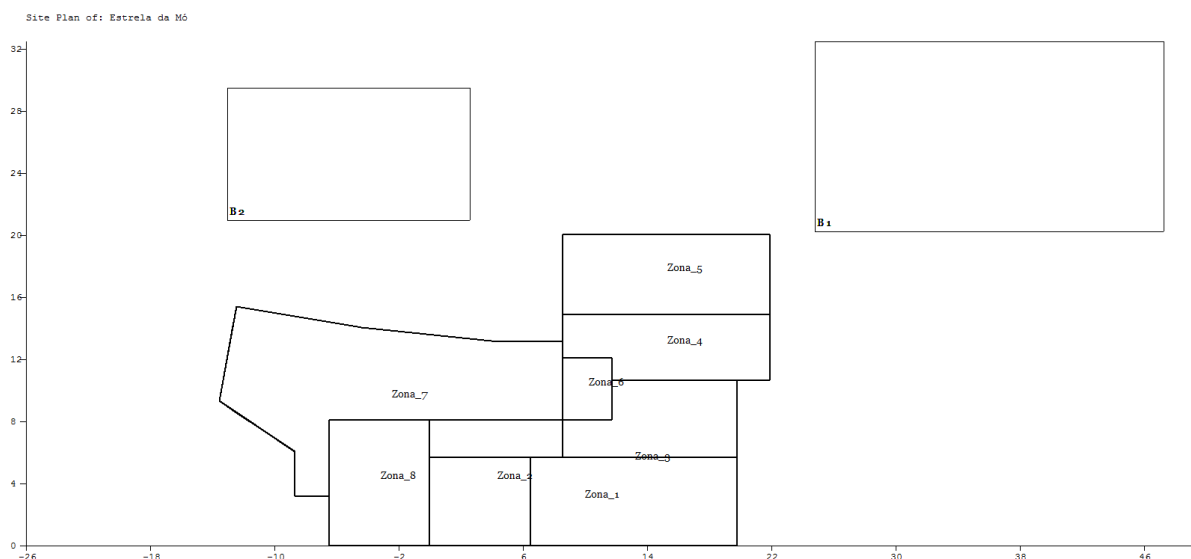 Site Plan of: Estrela da Mó
32
28
24
20
16
12
8
4
0
B2
B1
Zona_5
Zona_4
Zona_6
Zona_7
Zona_3
Zona_8
Zona_2
Zona_1
-26 -18 -10 -2 6 14 22 30 38 46